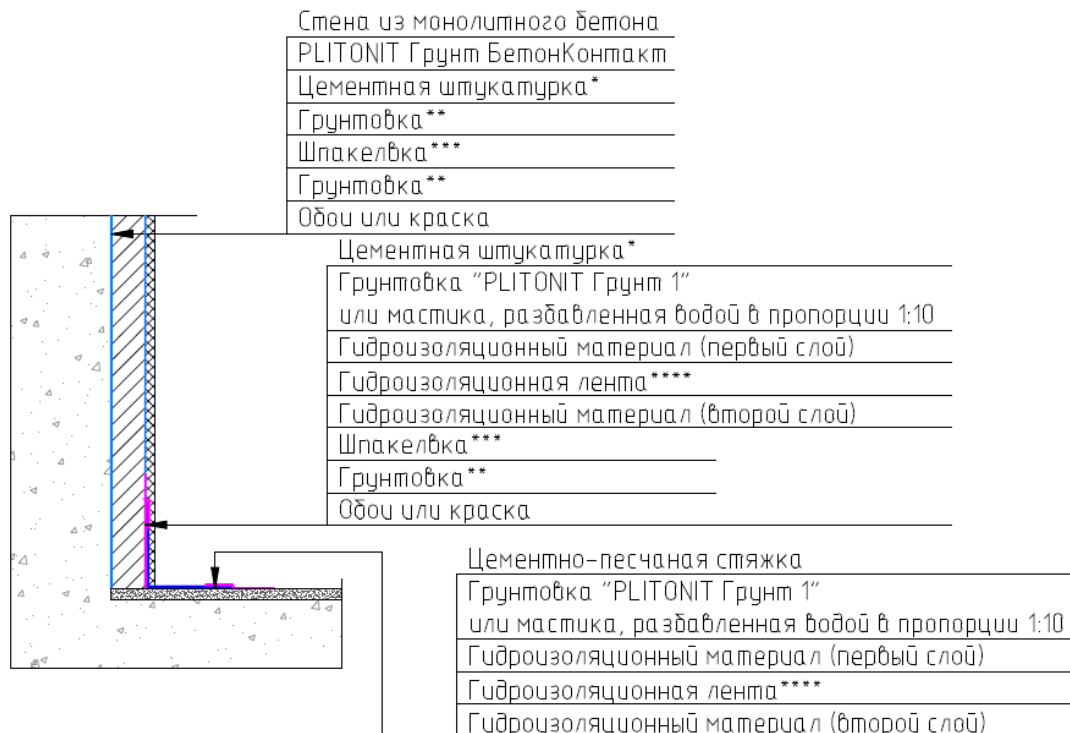 Стена из монолитного бетона
PLITONIT Грунт БетонКонтакт
Цементная штукатурка*
Грунтовка**
Шпакелвка***
Грунтовка**
Обои или краска
Цементная штукатурка*
Грунтовка "PLITONIT Грунт 1"
или мастика, разбавленная водой в пропорции 1:10
Гидроизоляционный материал (первый слой)
Гидроизоляционная лента****
Гидроизоляционный материал (второй слой)
Шпакелвка***
Грунтовка**
Обои или краска
Цементно-песчаная стяжка
Грунтовка "PLITONIT Грунт 1"
или мастика, разбавленная водой в пропорции 1:10
Гидроизоляционный материал (первый слой)
Гидроизоляционная лента****
Гидроизоляционный материал (второй слой)